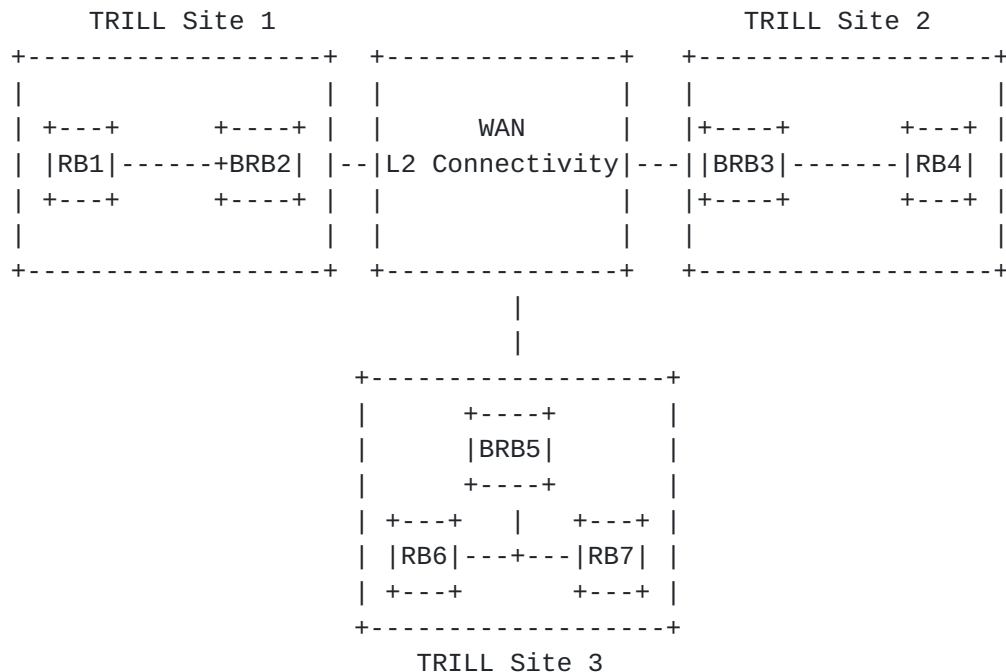 TRILL Site 1 TRILL Site 2
WAN
RB1 BRB2 L2 Connectivity BRB3 RB4
BRB5
RB6 RB7
TRILL Site 3